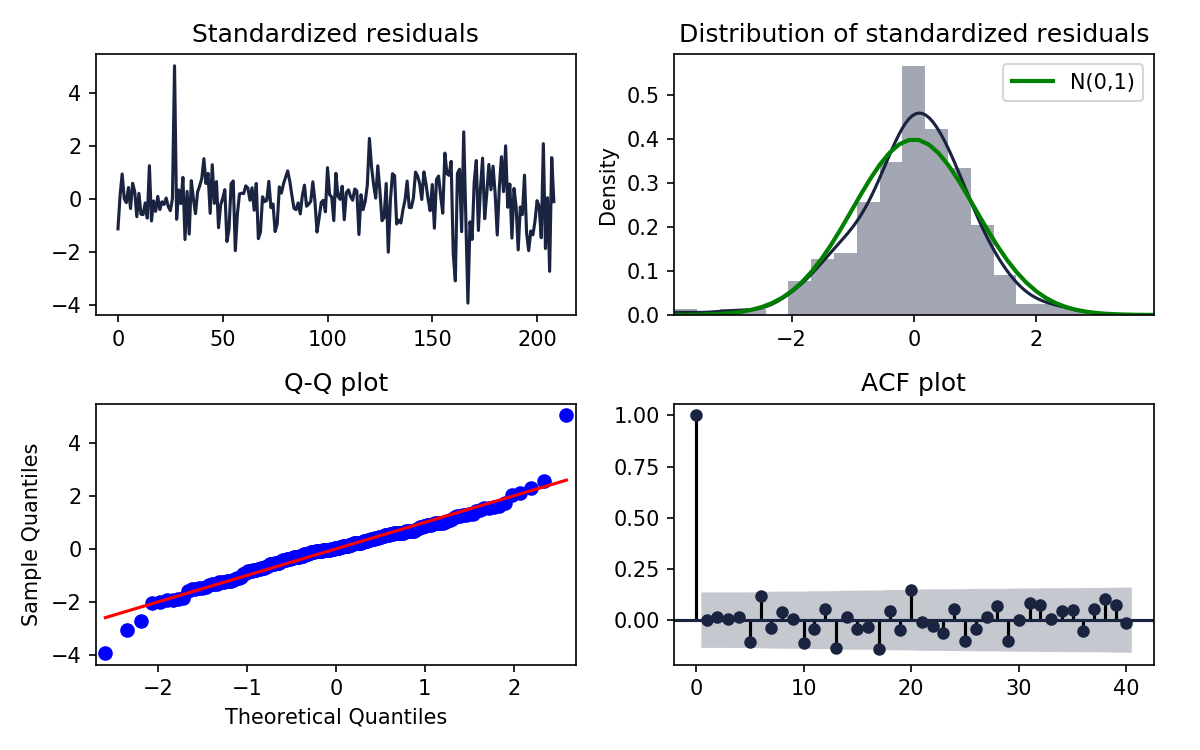 Standardized residuals
4
2
0
−2
−4
0 50 100 150 200
Distribution of standardized residuals
Density
0.5
0.4
0.3
0.2
0.1
0.0
N(0,1)
−2 0 2
Q-Q plot
Sample Quantiles
4
2
0
−2
−4
−2 −1 0 1 2
Theoretical Quantiles
ACF plot
1.00
0.75
0.50
0.25
0.00
0 10 20 30 40